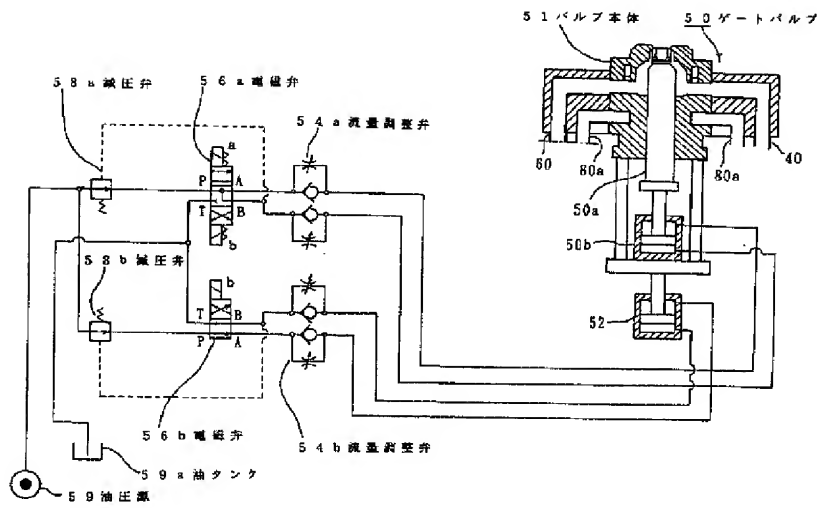 51バルブ本体
50ゲートバルブ
58a減圧弁
56a電磁弁
54a流量調整弁
a
P A
T B
b
60
80a
50a
80a
40
50b
58b減圧弁
b
T B
P A
52
56b電磁弁
54b流量調整弁
59a油タンク
59油圧源